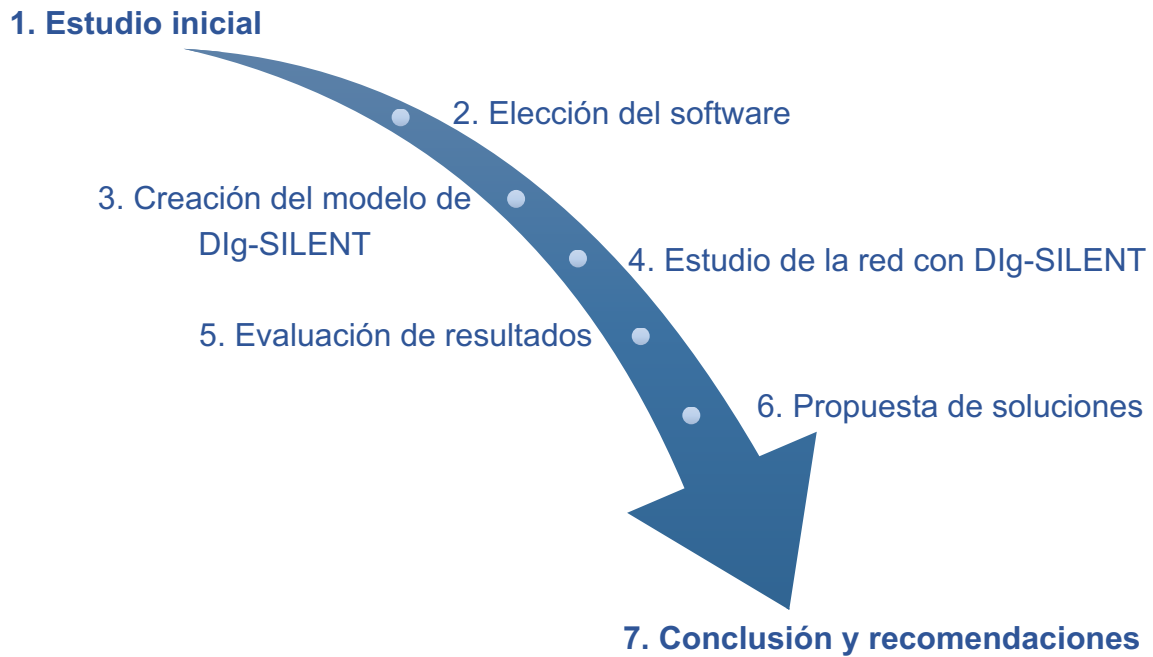 1. Estudio inicial
2. Elección del software
3. Creación del modelo de
DIg-SILENT
4. Estudio de la red con DIg-SILENT
5. Evaluación de resultados
6. Propuesta de soluciones
7. Conclusión y recomendaciones